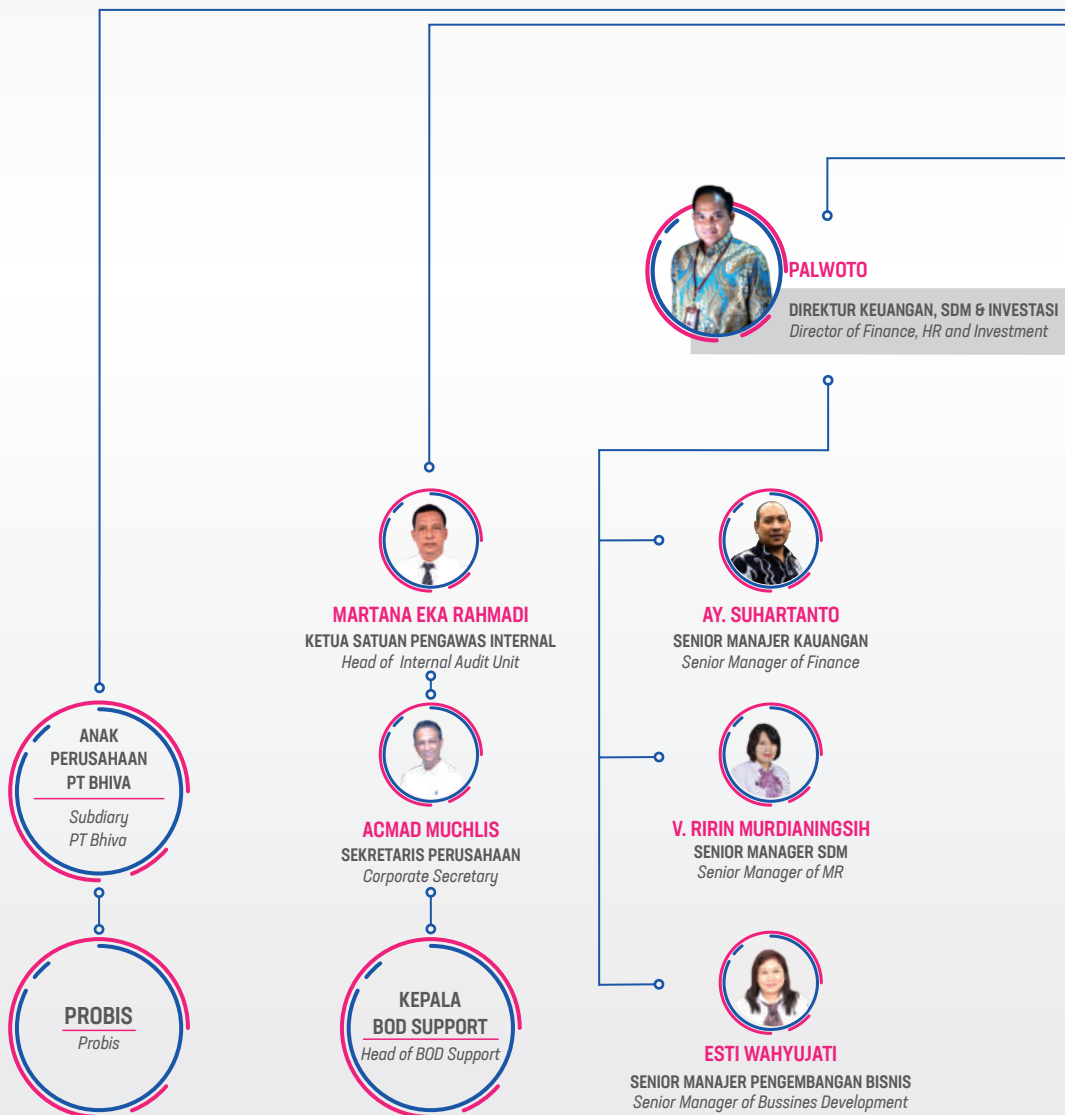 PALWOTO
DIREKTUR KEUANGAN, SDM & INVESTASI
Director of Finance, HR and Investment
MARTANA EKA RAHMADI
KETUA SATUAN PENGAWAS INTERNAL
Head of Internal Audit Unit
AY. SUHARTANTO
SENIOR MANAJER KAUANGAN
Senior Manager of Finance
ANAK
PERUSAHAAN
PT BHIVA
Subdiary
PT Bhiva
ACMAD MUCHLIS
SEKRETARIS PERUSAHAAN
Corporate Secretary
V. RIRIN MURDIANINGSIH
SENIOR MANAGER SDM
Senior Manager of MR
PROBIS
Probis
KEPALA
BOD SUPPORT
Head of BOD Support
ESTI WAHYUJATI
SENIOR MANAJER PENGEMBANGAN BISNIS
Senior Manager of Bussines Development